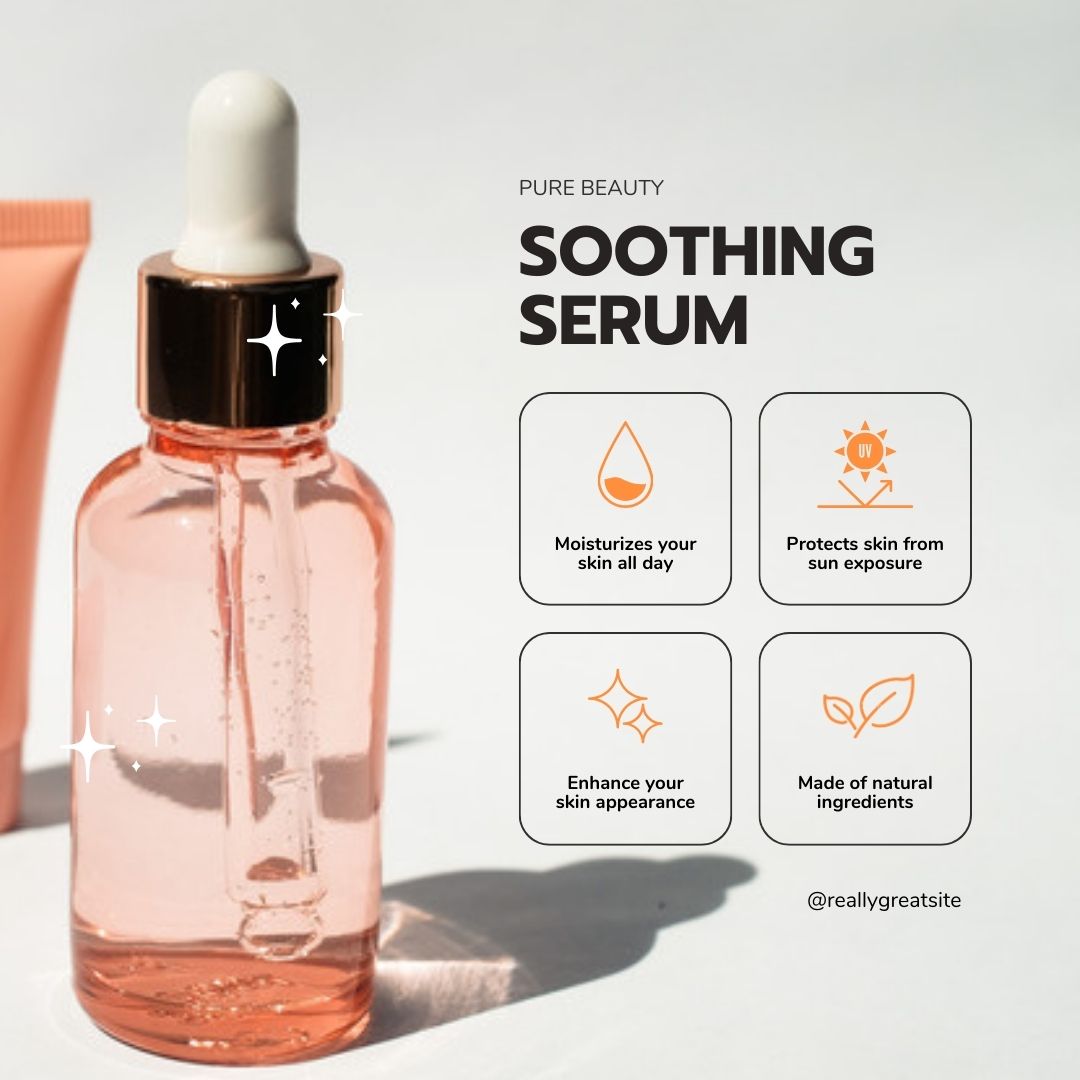 PURE BEAUTY
SOOTHING
SERUM
Moisturizes your
skin all day
UV
Protects skin from
sun exposure
Enhance your
skin appearance
Made of natural
ingredients
@reallygreatsite